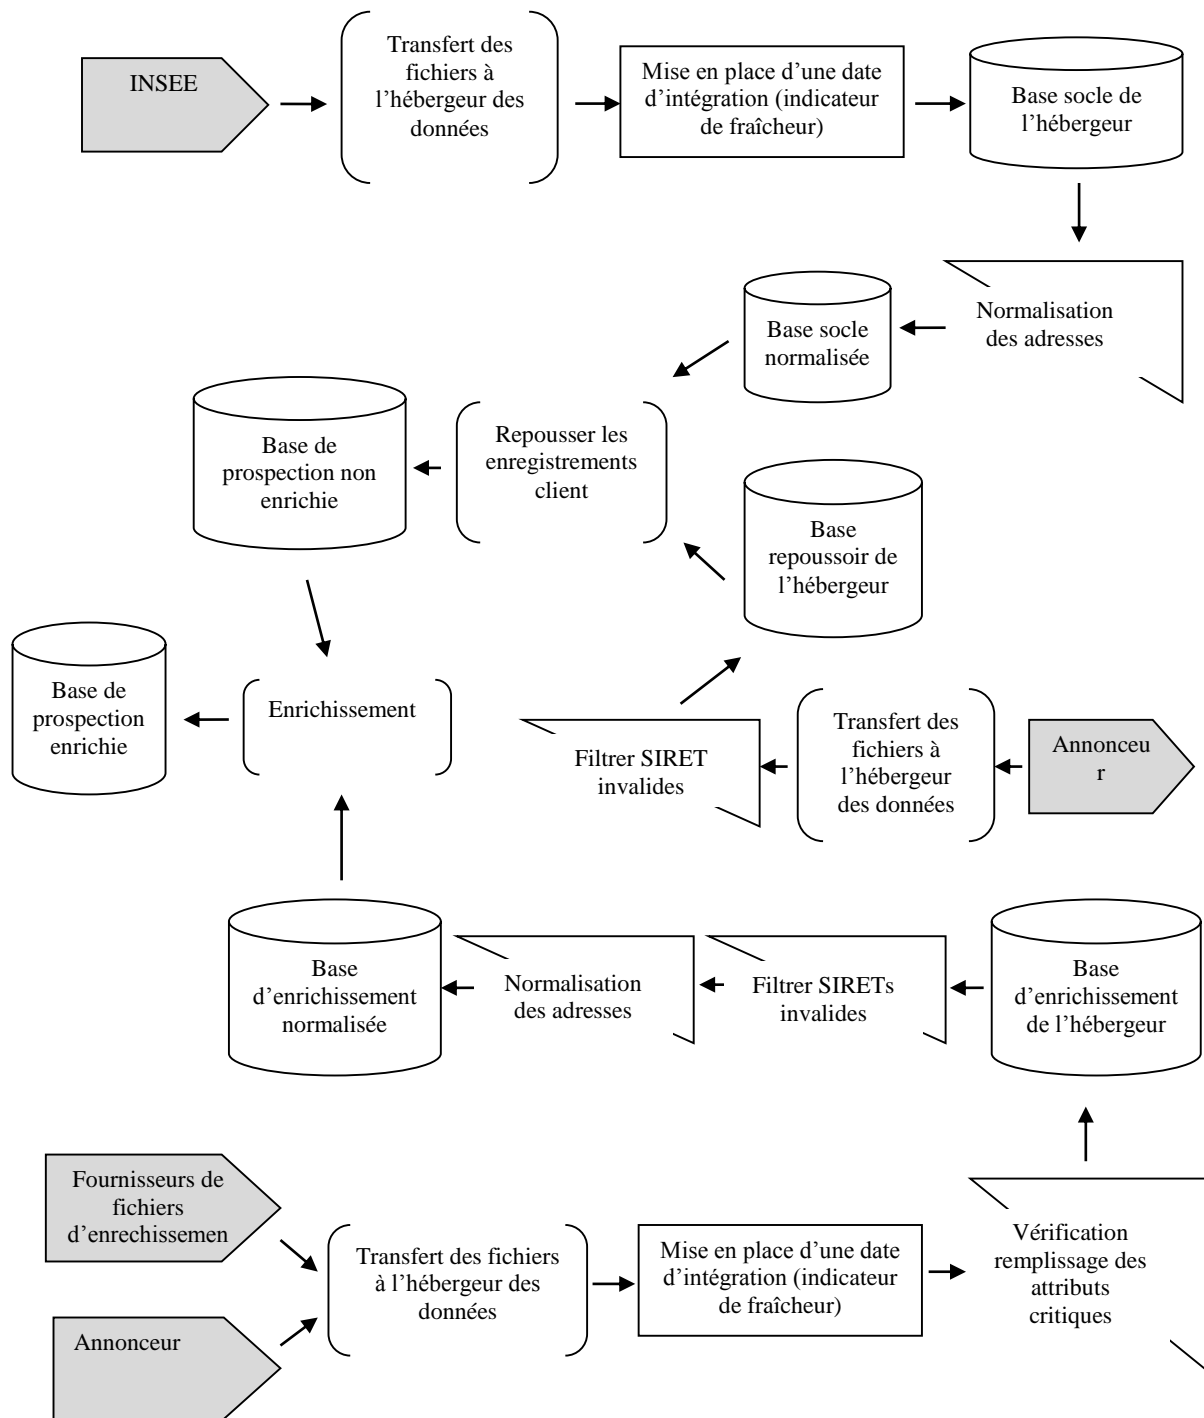 INSEE
Transfert des
fichiers à
l’hébergeur des
données
Mise en place d’une date
d’intégration (indicateur
de fraîcheur)
Base socle de
l’hébergeur
Normalisation
des adresses
Base socle
normalisée
Repousser les
enregistrements
client
Base de
prospection non
enrichie
Base
repoussoir de
l’hébergeur
Base de
prospection
enrichie
Enrichissement
Filtrer SIRET
invalides
Transfert des
fichiers à
l’hébergeur
des données
Annonceu
r
Base
d’enrichissement
normalisée
Normalisation
des adresses
Filtrer SIRETs
invalides
Base
d’enrichissement
de l’hébergeur
Fournisseurs de
fichiers
d’enrechissemen
Annonceur
Transfert des fichiers
à l’hébergeur des
données
Mise en place d’une date
d’intégration (indicateur
de fraîcheur)
Vérification
remplissage des
attributs
critiques